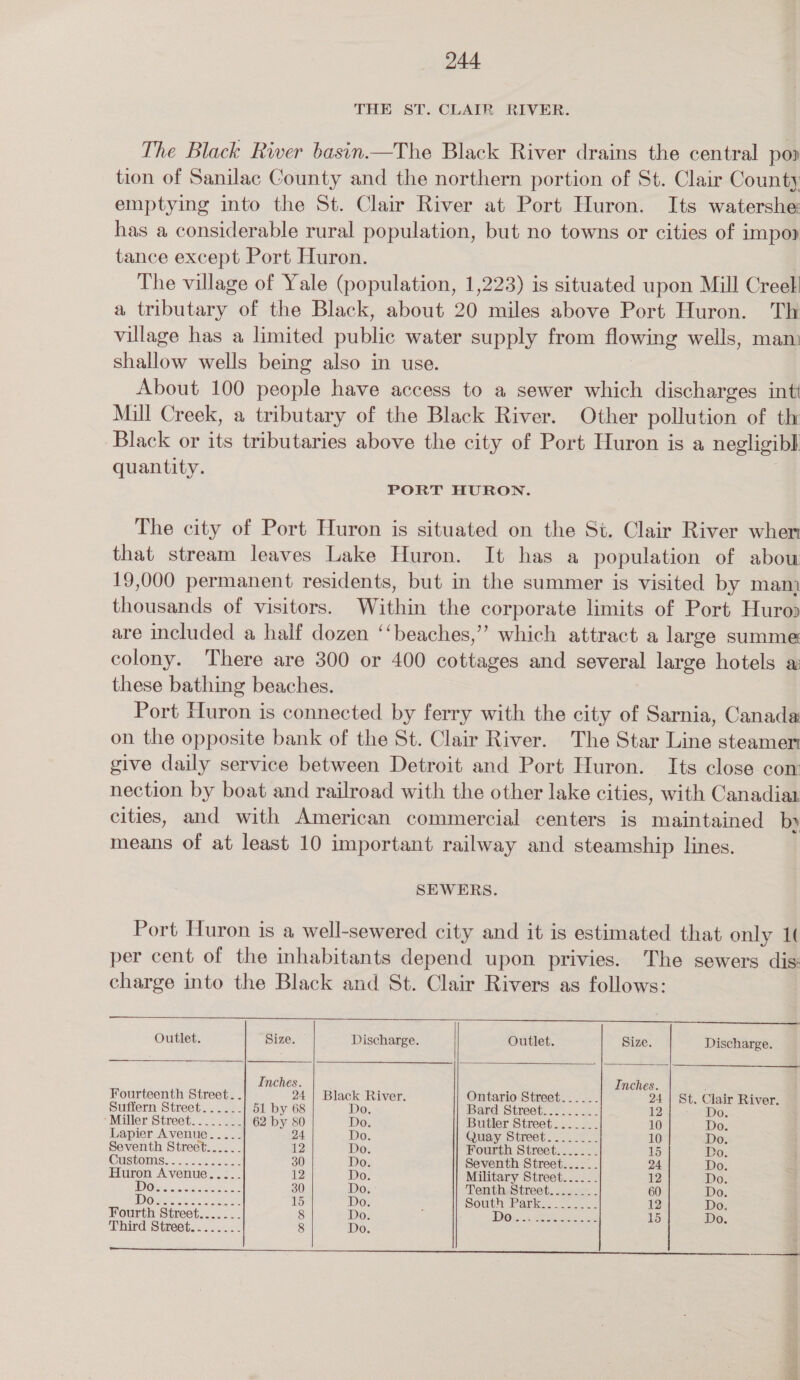 244
THE ST. CLAIR RIVER.
The Black River basin.—The Black River drains the central por
tion of Sanilac County and the northern portion of St. Clair County
emptying into the St. Clair River at Port Huron. Its watershe
has a considerable rural population, but no towns or cities of impor
tance except Port Huron.
The village of Yale (population, 1,223) is situated upon Mill Creek
a tributary of the Black, about 20 miles above Port Huron. Th
village has a limited public water supply from flowing wells, man
shallow wells being also in use.
About 100 people have access to a sewer which discharges int
Mill Creek, a tributary of the Black River. Other pollution of th
Black or its tributaries above the city of Port Huron is a negligibl
quantity.
PORT HURON.
The city of Port Huron is situated on the St. Clair River wher
that stream leaves Lake Huron. It has a population of abou
19,000 permanent residents, but in the summer is visited by man
thousands of visitors. Within the corporate limits of Port Huron
are included a half dozen “beaches,” which attract a large summe
colony. There are 300 or 400 cottages and several large hotels a
these bathing beaches.
Port Huron is connected by ferry with the city of Sarnia, Canada
on the opposite bank of the St. Clair River. The Star Line steamer
give daily service between Detroit and Port Huron. Its close con
nection by boat and railroad with the other lake cities, with Canadian
cities, and with American commercial centers is maintained by
means of at least 10 important railway and steamship lines.
SEWERS.
Port Huron is a well-sewered city and it is estimated that only 10
per cent of the inhabitants depend upon privies. The sewers dis-
charge into the Black and St. Clair Rivers as follows:
Outlet. Size. Discharge. Outlet. Size. Discharge.
Inches. Inches.
Fourteenth Street.. 24 Black River. Ontario Street...... 24 St. Clair River.
Suffern Street...... 51 by 68 Do. Bard Street......... 12 Do.
Miller Street........ 62 by 80 Do. Butler Street....... 10 Do.
Lapier Avenue..... 24 Do. Quay Street........ 10 Do.
Seventh Street...... 12 Do. Fourth Street....... 15 Do.
Customs............ 30 Do. Seventh Street...... 24 Do.
Huron Avenue..... 12 Do. Military Street...... 12 Do.
Do............. 30 Do. Tenth Street........ 60 Do.
Do............. 15 Do. South Park......... 12 Do.
Fourth Street....... 8 Do. Do............. 15 Do.
Third Street........ 8 Do.